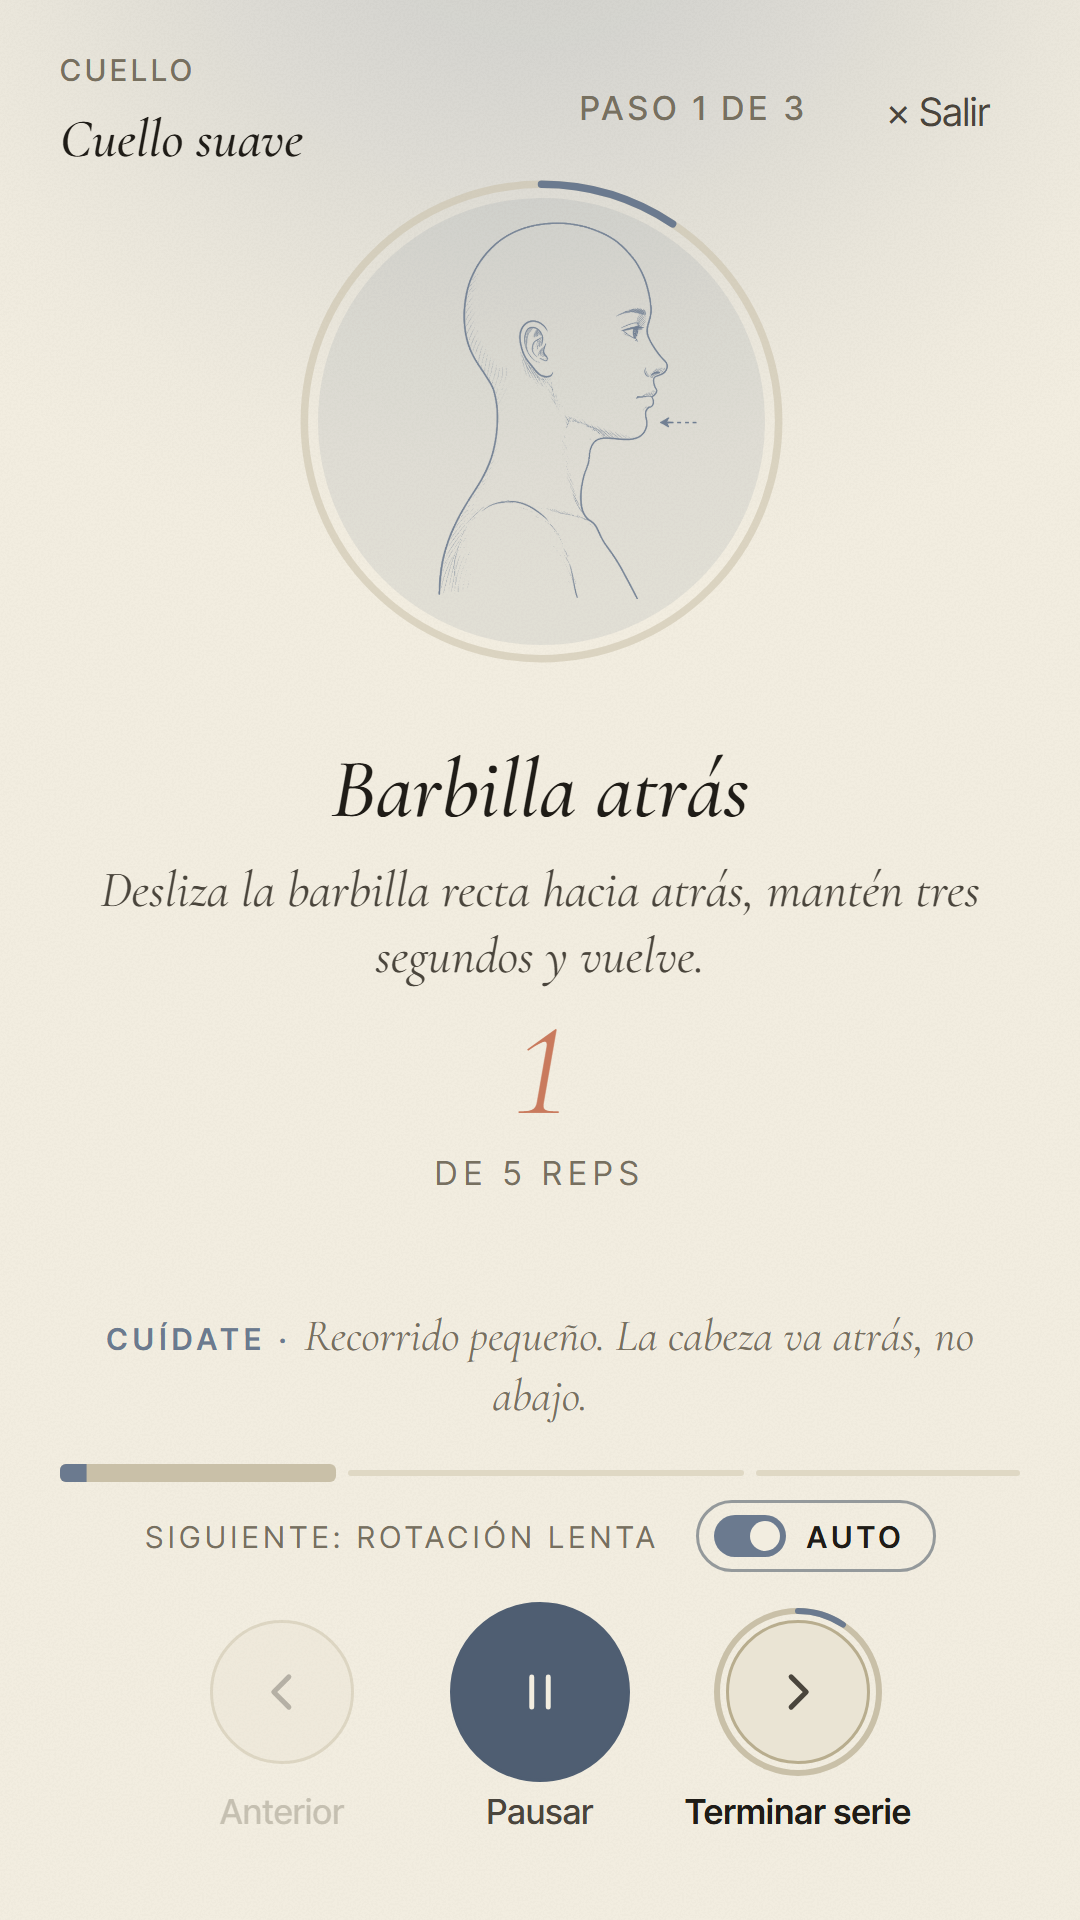 CUELLO
Cuello suave
PASO 1 DE 3
× Salir
Barbilla atrás
Desliza la barbilla recta hacia atrás, mantén tres
segundos y vuelve.
1
DE 5 REPS
CUÍDATE · Recorrido pequeño. La cabeza va atrás, no
abajo.
SIGUIENTE: ROTACIÓN LENTA
AUTO
Anterior
Pausar
Terminar serie